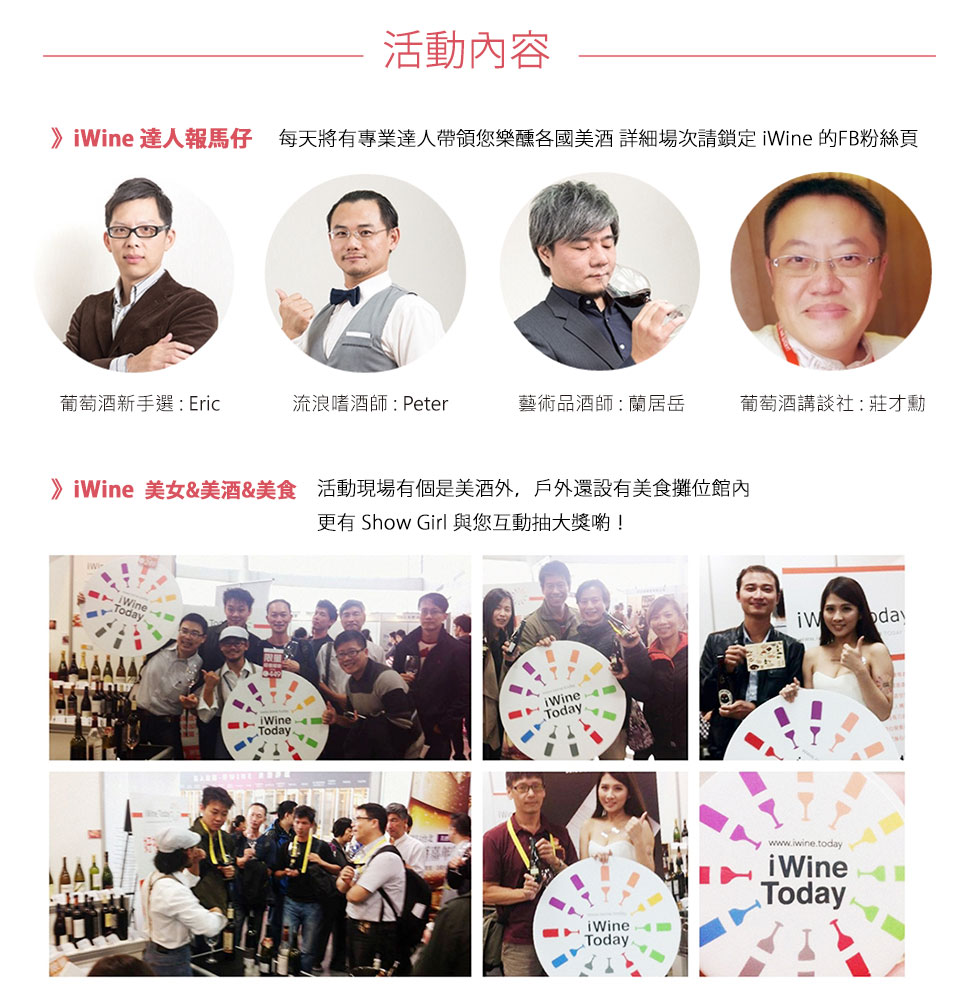 活動內容
》iWine 達人報馬仔 每天將有專業達人帶領您樂醺各國美酒 詳細場次請鎖定 iWine 的FB粉絲頁
葡萄酒新手選 : Eric
流浪嗜酒師 : Peter
藝術品酒師 : 蘭居岳
葡萄酒講談社 : 莊才勳
》iWine 美女&美酒&美食 活動現場有個是美酒外，戶外還設有美食攤位館內
更有 Show Girl 與您互動抽大獎喲！
iWine
Today
限量
iWine
Today
iWine
Today
iW
oday
iWine
Today
www.iwine.today
iWine
Today